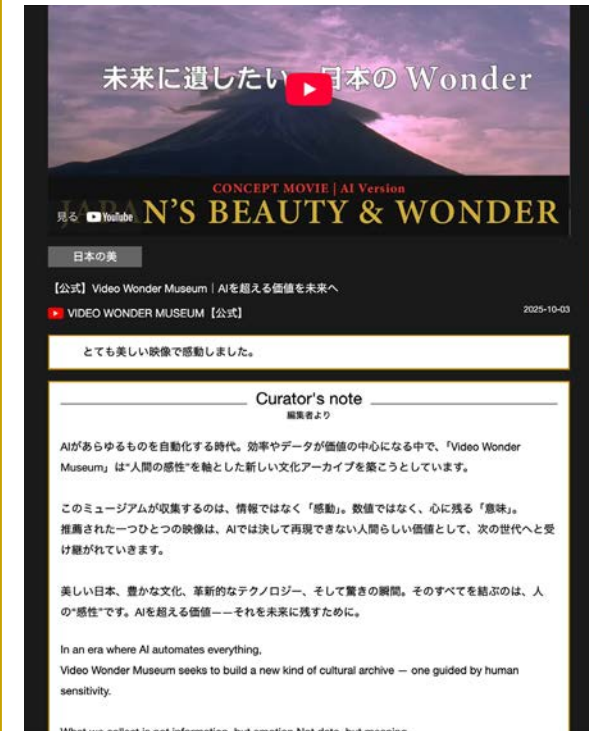 未来に遺したい 日本の Wonder
CONCEPT MOVIE | AI Version
JAPAN'S BEAUTY & WONDER
見る YouTube
日本の美
【公式】Video Wonder Museum｜AIを超える価値を未来へ
VIDEO WONDER MUSEUM【公式】
2025-10-03
とても美しい映像で感動しました。
Curator's note
編集者より
AIがあらゆるものを自動化する時代。効率やデータが価値の中心になる中で、「Video Wonder
Museum」は“人間の感性”を軸とした新しい文化アーカイブを築こうとしています。
このミュージアムが収集するのは、情報ではなく「感動」。数値ではなく、心に残る「意味」。
推薦された一つひとつの映像は、AIでは決して再現できない人間らしい価値として、次の世代へと受
け継がれていきます。
美しい日本、豊かな文化、革新的なテクノロジー、そして驚きの瞬間。そのすべてを結ぶのは、人
の“感性”です。AIを超える価値——それを未来に残すために。
In an era where AI automates everything,
Video Wonder Museum seeks to build a new kind of cultural archive — one guided by human
sensitivity.
What we collect is not information, but emotion.Not data, but meaning.